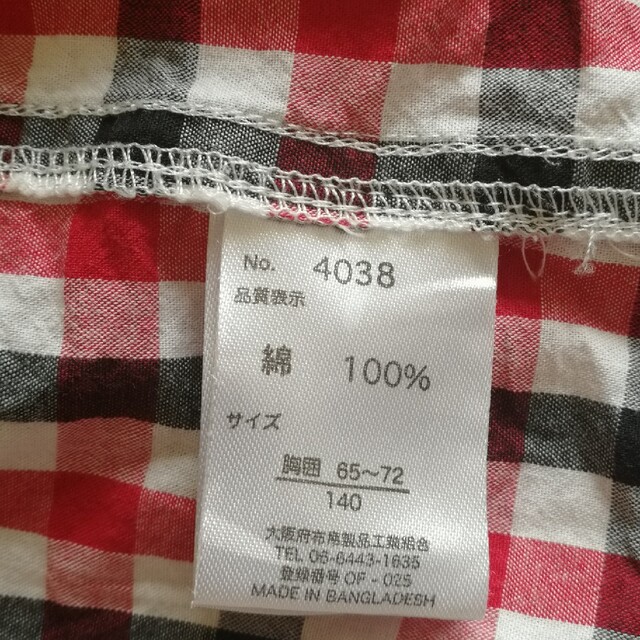 No. 4038
品質表示
綿 100%
サイズ
胸囲 65~72
140
大阪府布帛製品工業組合
TEL 06-6443-1635
登録番号OF-025
MADE IN BANGLADESH